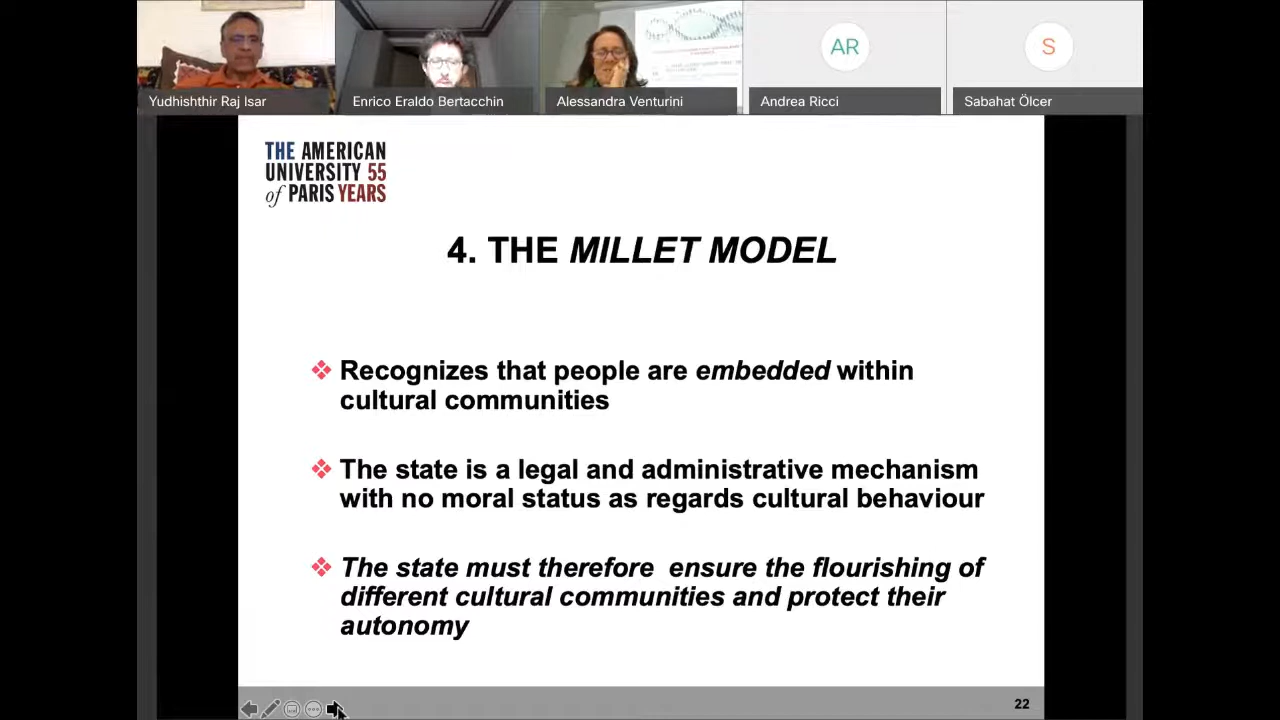 AR
S
Yudhishthir Raj Isar
Enrico Eraldo Bertacchin
Alessandra Venturini
Andrea Ricci
Sabahat Ölcer
THE AMERICAN
UNIVERSITY 55
of PARIS YEARS
4. THE MILLET MODEL
Recognizes that people are embedded within
cultural communities
The state is a legal and administrative mechanism
with no moral status as regards cultural behaviour
The state must therefore ensure the flourishing of
different cultural communities and protect their
autonomy
22